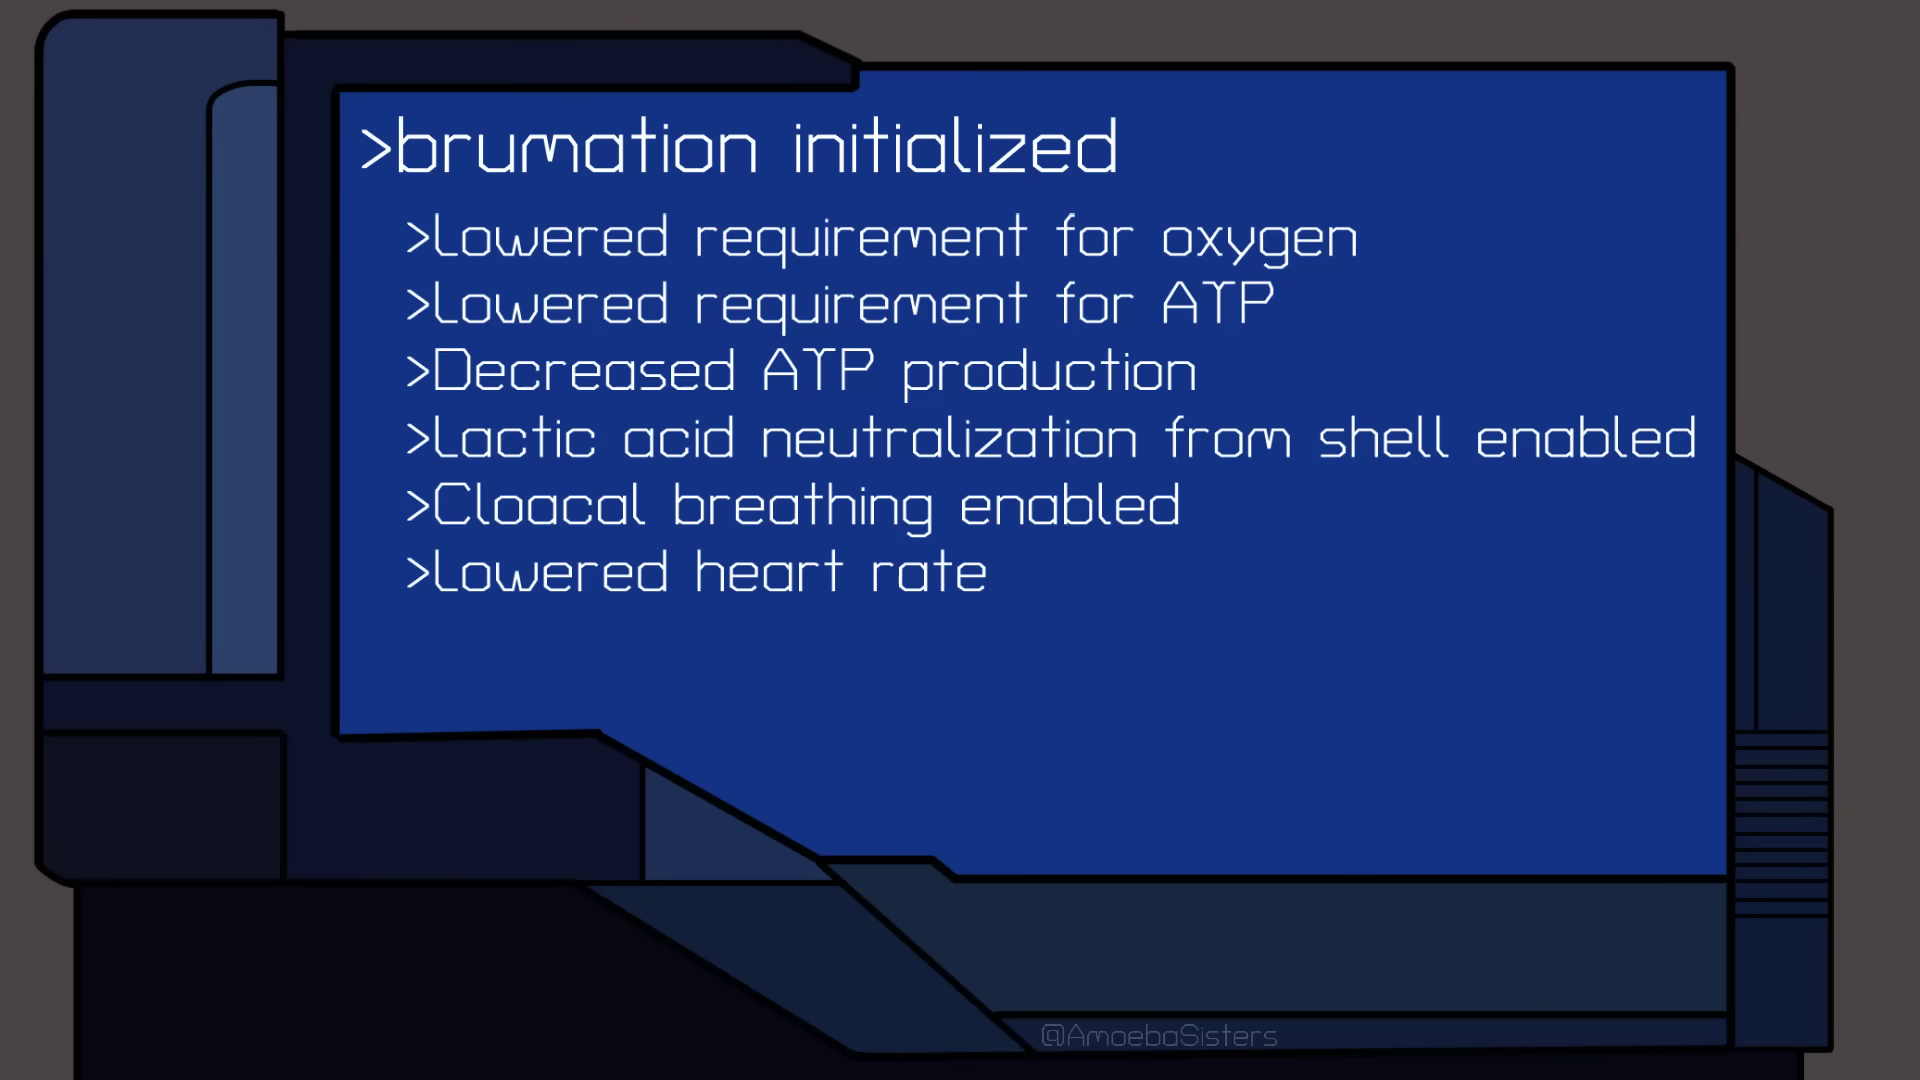 >brumation initialized
>Lowered requirement for oxygen
>Lowered requirement for ATP
>Decreased ATP production
>Lactic acid neutralization from shell enabled
>Cloacal breathing enabled
>Lowered heart rate
@AmoebaSisters